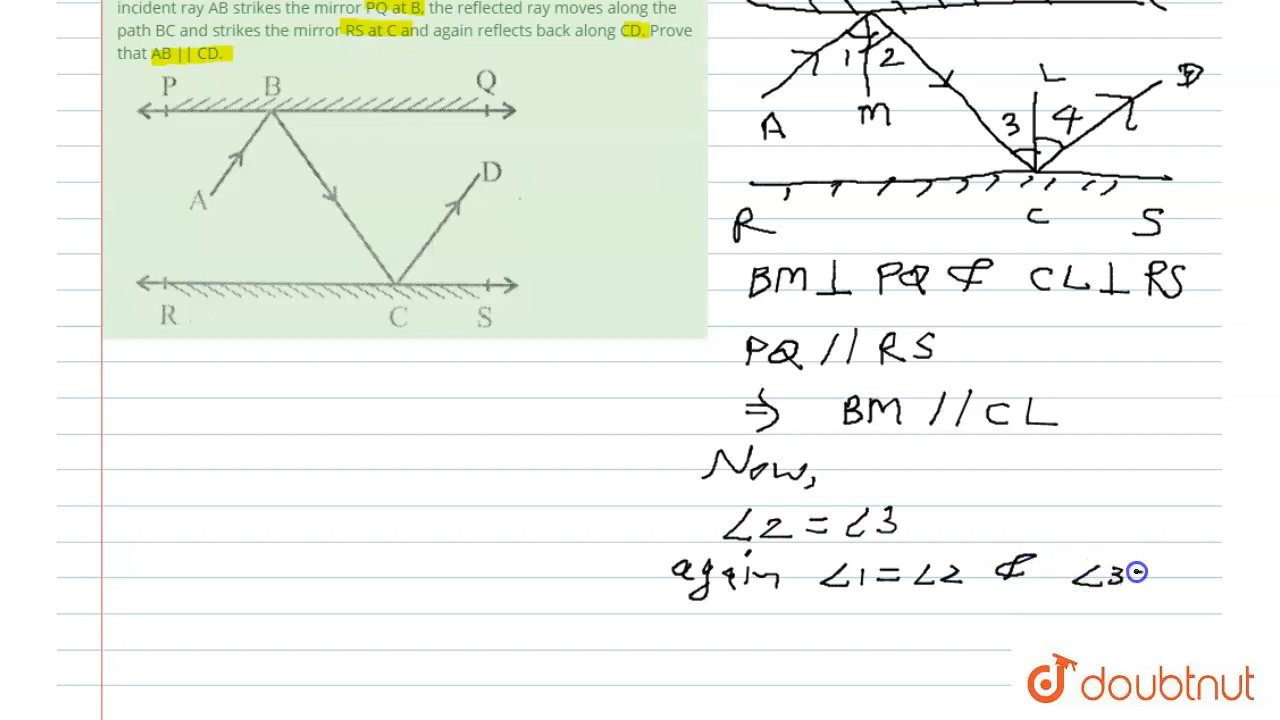 incident ray AB strikes the mirror PQ at B, the reflected ray moves along the
path BC and strikes the mirror RS at C and again reflects back along CD. Prove
that AB || CD.
P B Q
A
D
R C S
1 2
A M
3 L 4 D
R C S
BM ⊥ PQ & CL ⊥ RS
PQ // RS
⇒ BM // CL
Now,
∠2 = ∠3
again ∠1 = ∠2 & ∠3
doubtnut